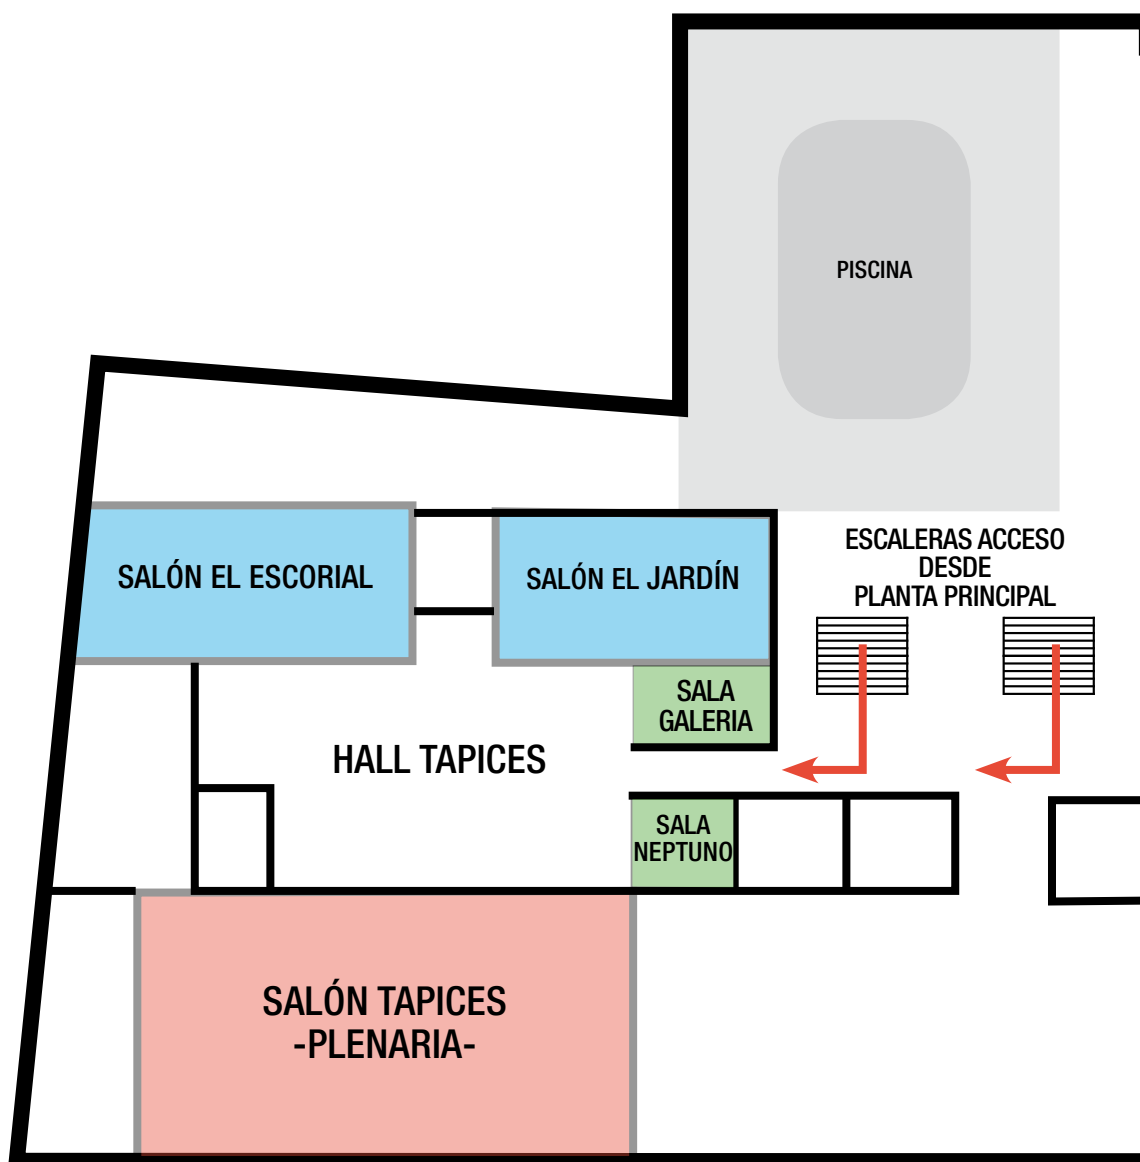 PISCINA
ESCALERAS ACCESO
DESDE
PLANTA PRINCIPAL
SALÓN EL ESCORIAL
SALÓN EL JARDÍN
SALA
GALERIA
HALL TAPICES
SALA
NEPTUNO
SALÓN TAPICES
-PLENARIA-